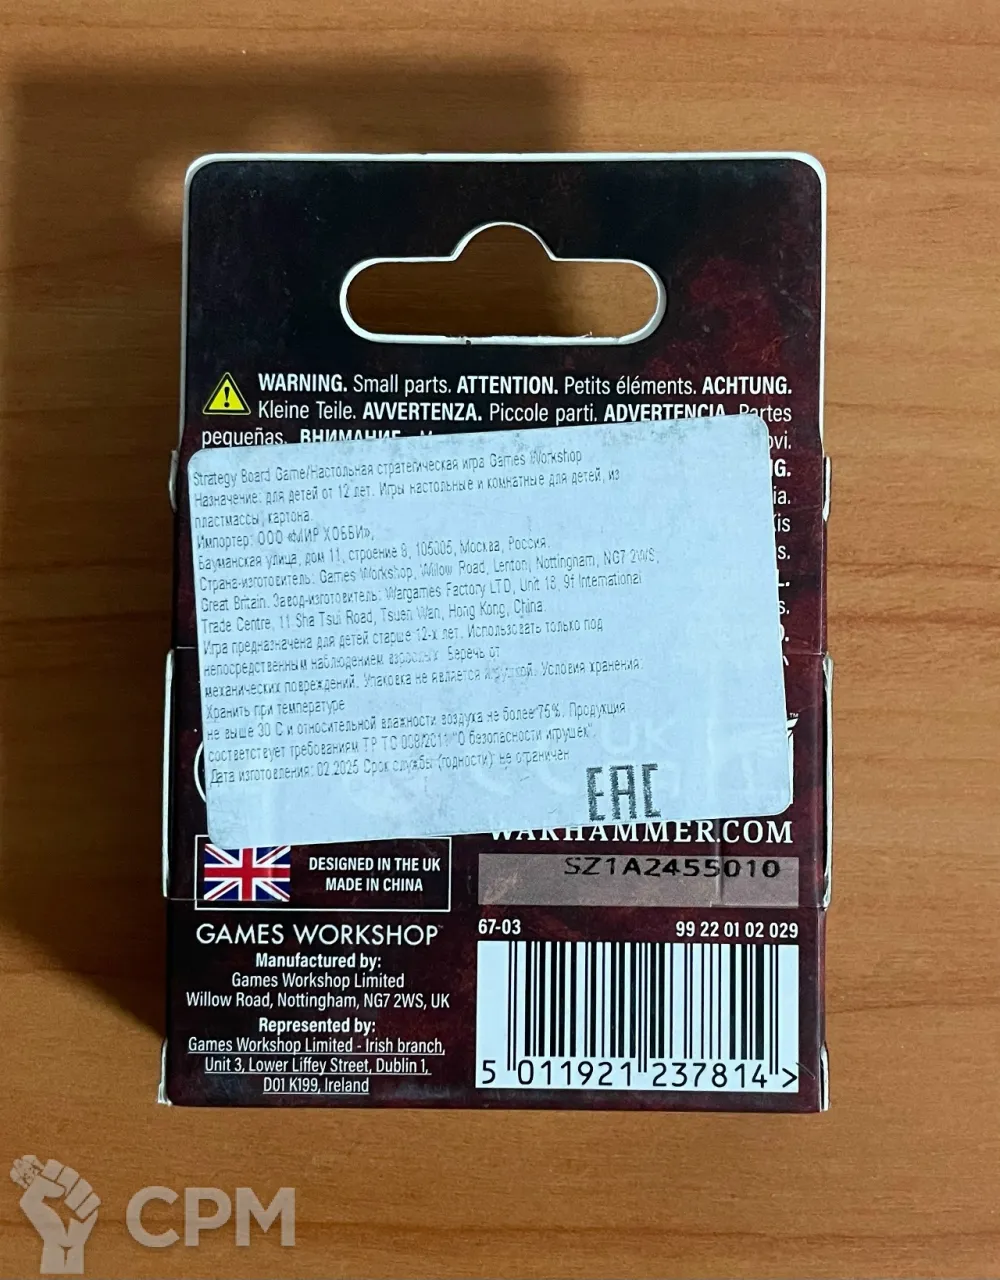 WARNING. Small parts. ATTENTION. Petits éléments. ACHTUNG.
Kleine Teile. AVVERTENZA. Piccole parti. ADVERTENCIA. Partes
pequeñas. ВНИМАНИЕ.
ovi.
IG.
ia.
Kis
s.
L.
s.
Strategy Board Game/Настольная стратегическая игра Games Workshop
Назначение: для детей от 12 лет. Игры настольные и комнатные для детей, из
пластмассы, картона.
Импортер: ООО «МИР ХОББИ»,
Бауманская улица, дом 11, строение 8, 105005, Москва, Россия.
Страна-изготовитель: Games Workshop, Willow Road, Lenton, Nottingham, NG7 2WS,
Great Britain. Завод-изготовитель: Wargames Factory LTD, Unit 18, 9f International
Trade Centre, 11 Sha Tsui Road, Tsuen Wan, Hong Kong, China.
Игра предназначена для детей старше 12-х лет. Использовать только под
непосредственным наблюдением взрослых. Беречь от
механических повреждений. Упаковка не является игрушкой. Условия хранения:
Хранить при температуре
не выше 30 С и относительной влажности воздуха не более 75%. Продукция
соответствует требованиям ТР ТС 008/2011 "О безопасности игрушек".
Дата изготовления: 02.2025 Срок службы (годности): не ограничен
UK
EAC
WARHAMMER.COM
DESIGNED IN THE UK
MADE IN CHINA
SZ1A2455010
GAMES WORKSHOP
Manufactured by:
Games Workshop Limited
Willow Road, Nottingham, NG7 2WS, UK
Represented by:
Games Workshop Limited - Irish branch,
Unit 3, Lower Liffey Street, Dublin 1,
D01 K199, Ireland
67-03 99 22 01 02 029
5 011921 237814 >
CPM